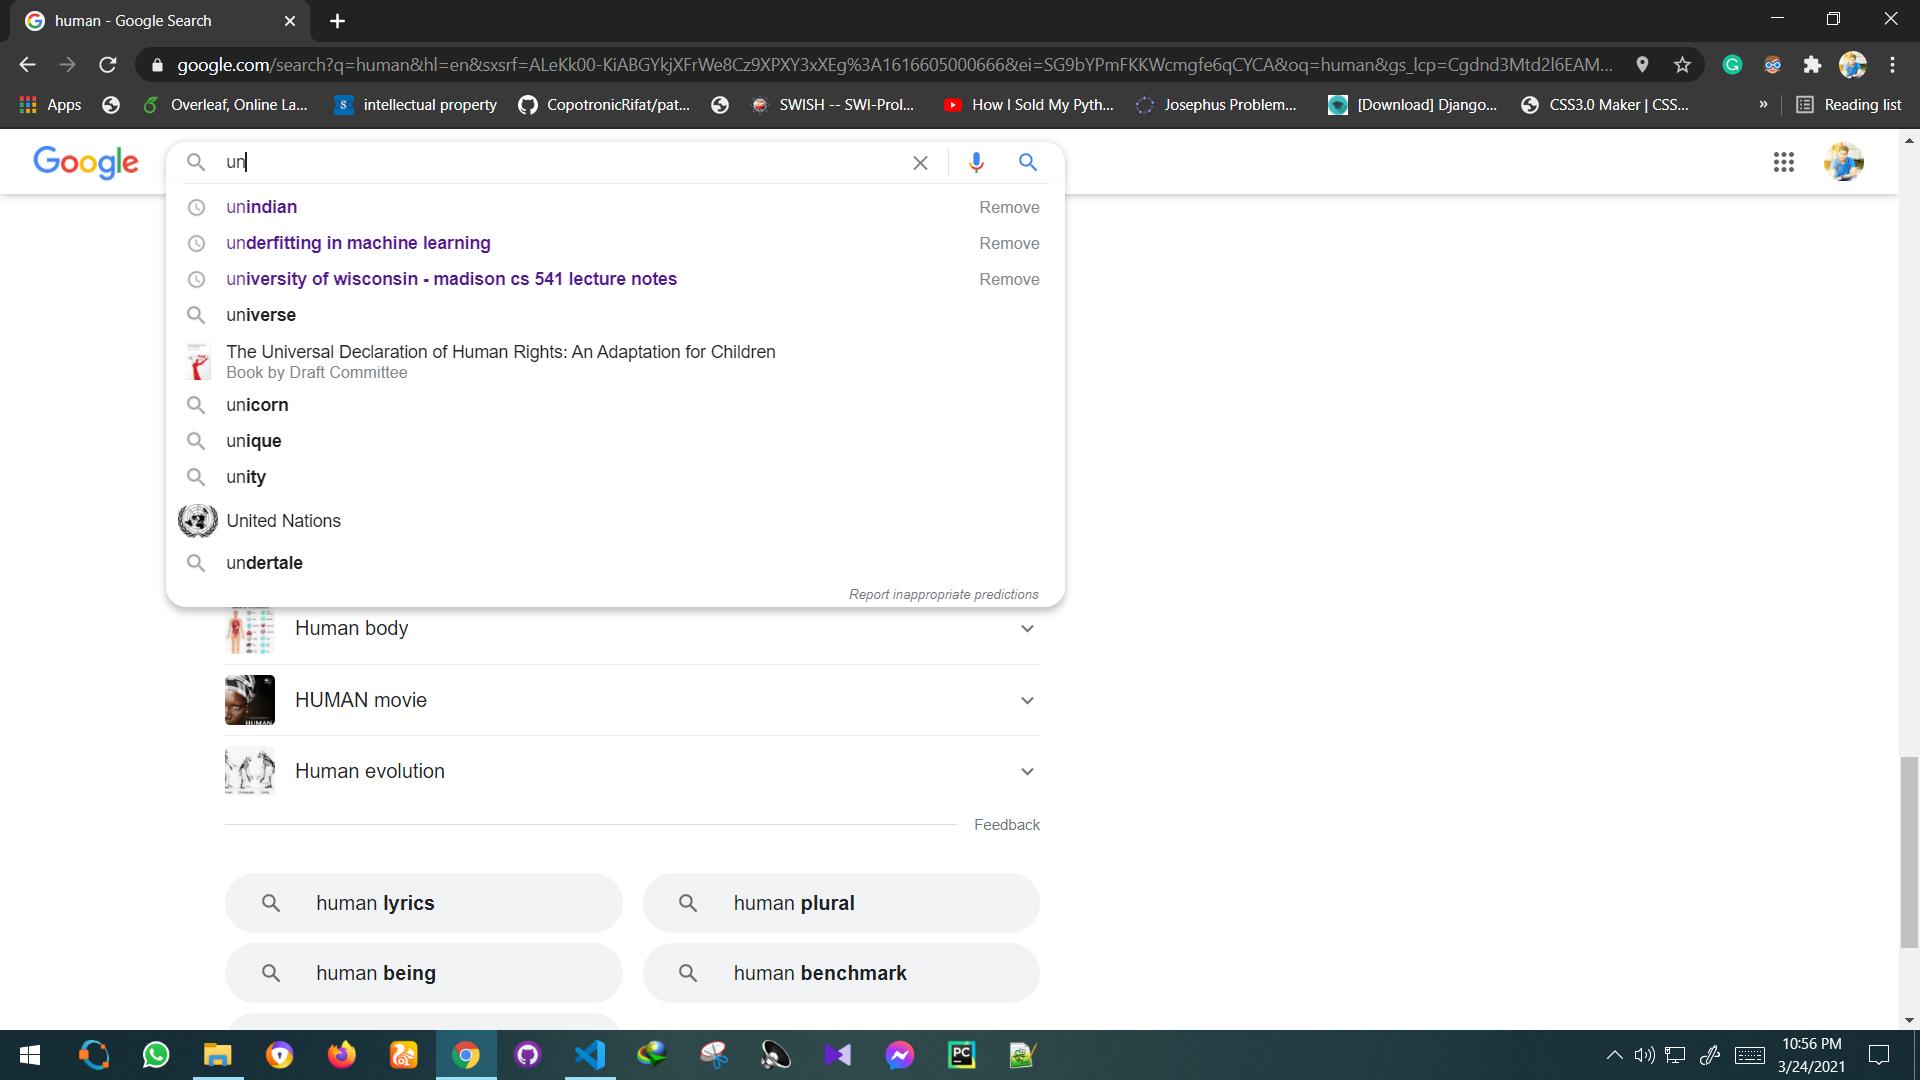 human - Google Search
google.com/search?q=human&hl=en&sxsrf=ALeKk00-KiABGYkjXFrWe8Cz9XPXY3xXEg%3A1616605000666&ei=SG9bYPmFKKWcmgfe6qCYCA&oq=human&gs_lcp=Cgdnd3Mtd2l6EAM...
Apps Overleaf, Online La... intellectual property CopotronicRifat/pat... SWISH -- SWI-Prol... How I Sold My Pyth... Josephus Problem... [Download] Django... CSS3.0 Maker | CSS... » Reading list
Google un
unindian Remove
underfitting in machine learning Remove
university of wisconsin - madison cs 541 lecture notes Remove
universe
The Universal Declaration of Human Rights: An Adaptation for Children
Book by Draft Committee
unicorn
unique
unity
United Nations
undertale
Report inappropriate predictions
Human body
HUMAN movie
Human evolution
Feedback
human lyrics human plural
human being human benchmark
10:56 PM
3/24/2021